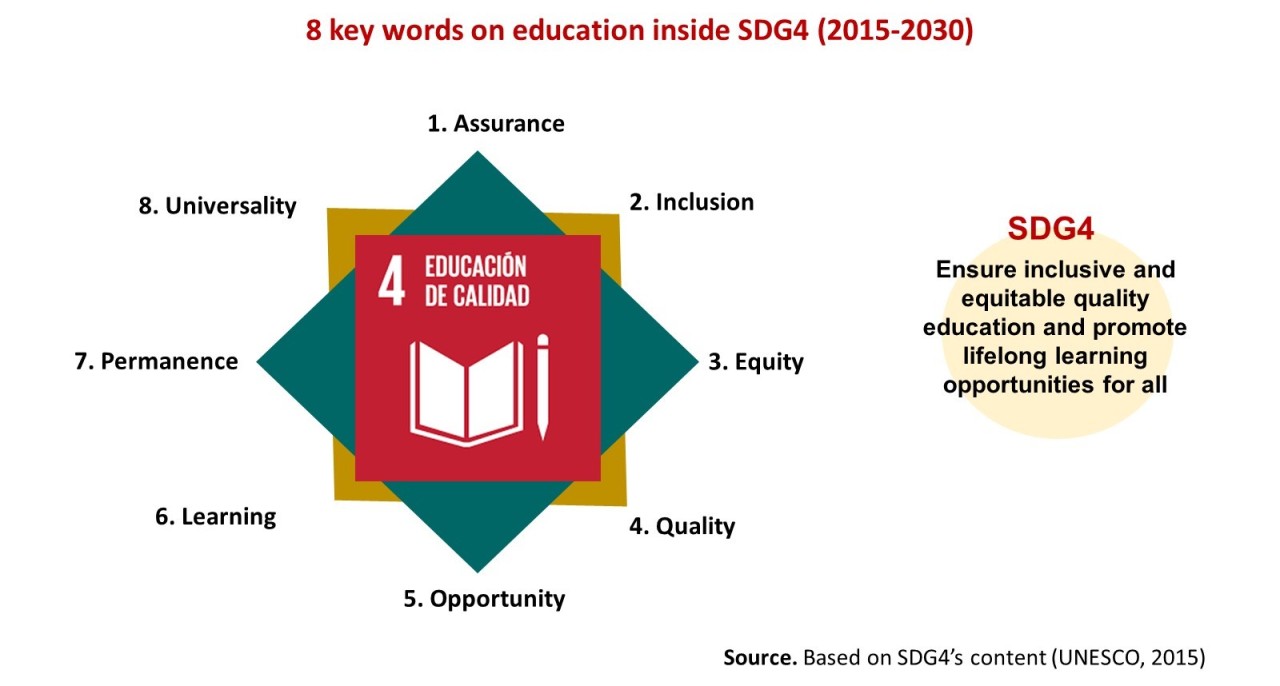 8 key words on education inside SDG4 (2015-2030)
1. Assurance
2. Inclusion
3. Equity
4. Quality
5. Opportunity
6. Learning
7. Permanence
8. Universality
4 EDUCACIÓN
DE CALIDAD
SDG4
Ensure inclusive and
equitable quality
education and promote
lifelong learning
opportunities for all
Source. Based on SDG4’s content (UNESCO, 2015)